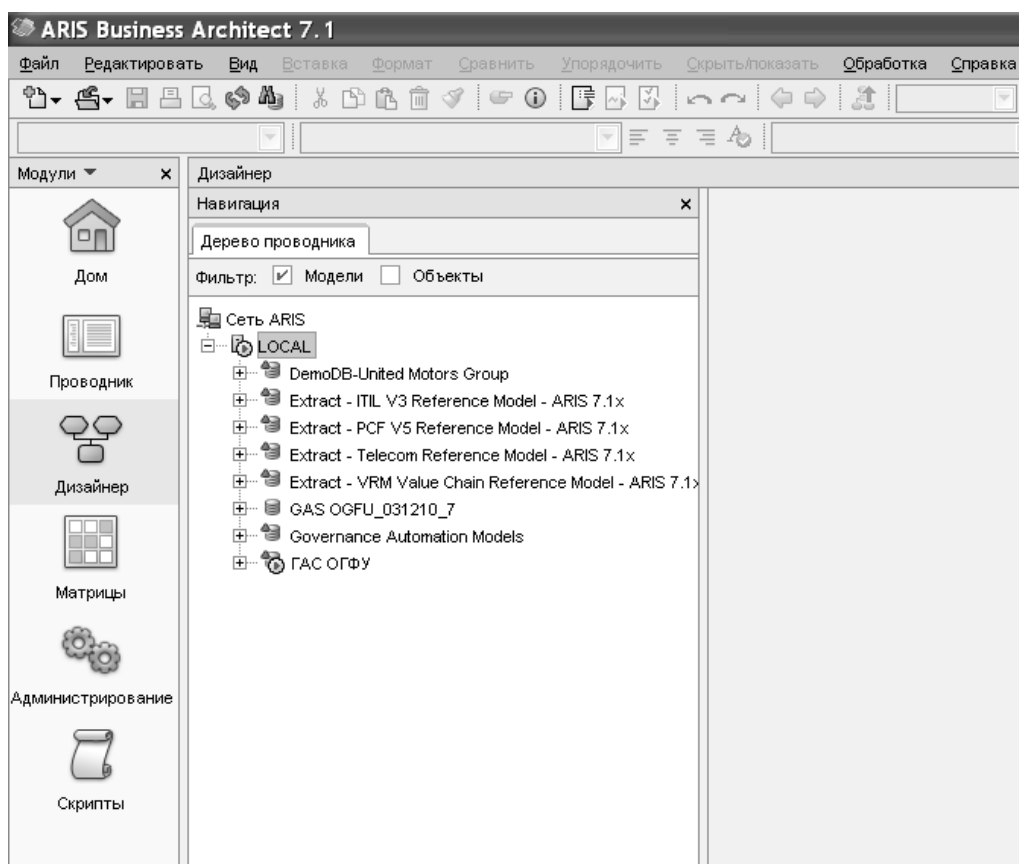 ARIS Business Architect 7.1
Файл Редактировать Вид Вставка Формат Сравнить Упорядочить Скрыть/показать Обработка Справка
Модули
Дизайнер
Навигация
Дерево проводника
Фильтр: Модели Объекты
Сеть ARIS
LOCAL
DemoDB-United Motors Group
Extract - ITIL V3 Reference Model - ARIS 7.1x
Extract - PCF V5 Reference Model - ARIS 7.1x
Extract - Telecom Reference Model - ARIS 7.1x
Extract - VRM Value Chain Reference Model - ARIS 7.1x
GAS OGFU_031210_7
Governance Automation Models
ГАС ОГФУ
Дом
Проводник
Дизайнер
Матрицы
Администрирование
Скрипты